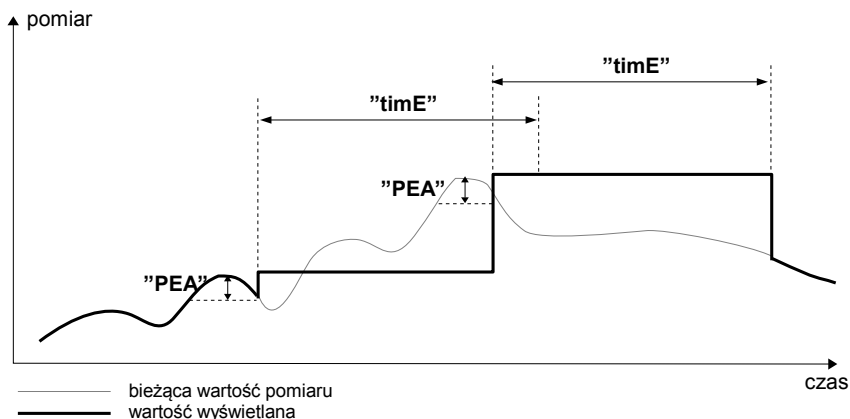 pomiar
”timE”
”timE”
”PEA”
”PEA”
czas
bieżąca wartość pomiaru
wartość wyświetlana